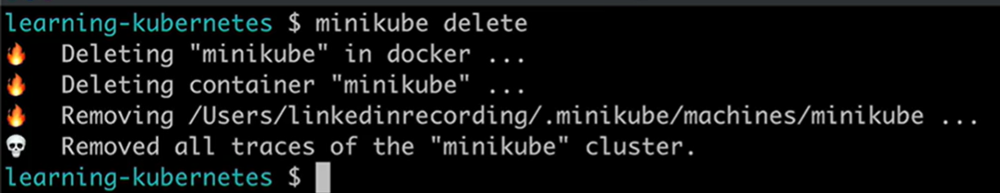 learning-kubernetes $ minikube delete
🔥 Deleting "minikube" in docker ...
🔥 Deleting container "minikube" ...
🔥 Removing /Users/linkedinrecording/.minikube/machines/minikube ...
💀 Removed all traces of the "minikube" cluster.
learning-kubernetes $